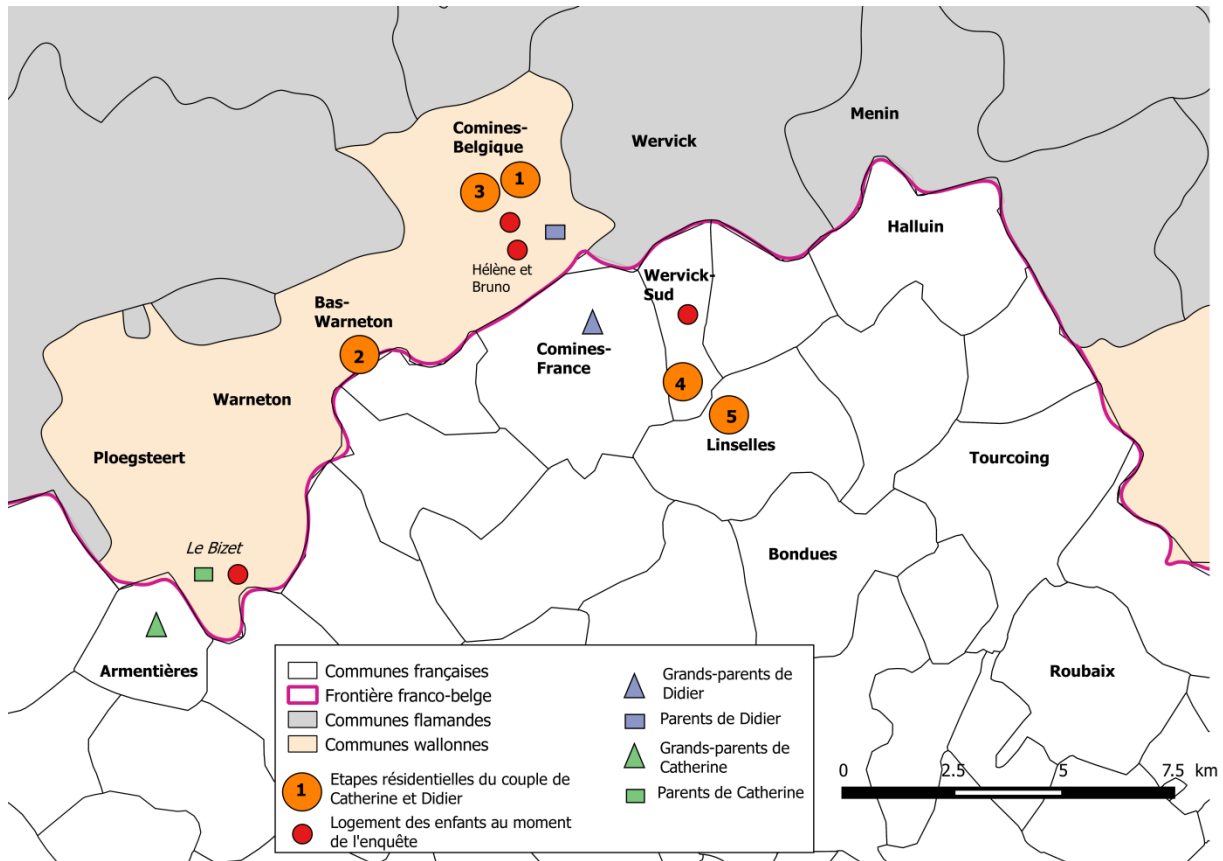 Menin
Comines-
Belgique
Wervick
1
3
Halluin
Hélène et
Bruno
Wervick-
Sud
Bas-
Warneton
2
Comines-
France
4
Warneton
5
Linselles
Ploegsteert
Tourcoing
Le Bizet
Bondues
Armentières
Roubaix
Communes françaises
Frontière franco-belge
Communes flamandes
Communes wallonnes
1
Etapes résidentielles du couple de
Catherine et Didier
Logement des enfants au moment
de l'enquête
Grands-parents de
Didier
Parents de Didier
Grands-parents de
Catherine
Parents de Catherine
0 2.5 5 7.5 km